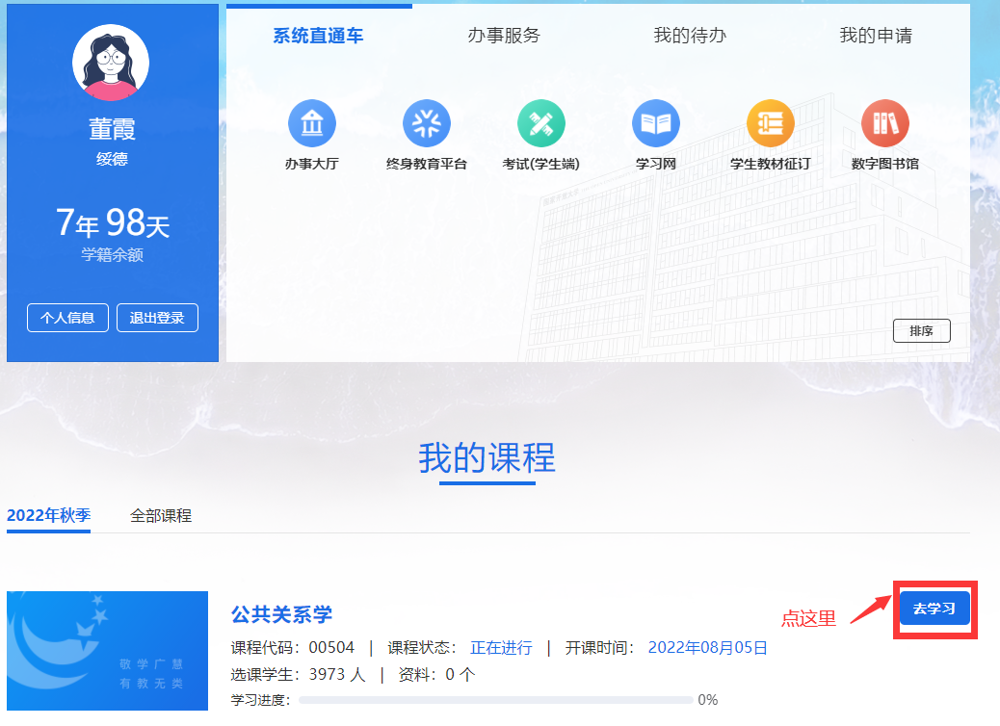 系统直通车 办事服务 我的待办 我的申请
董霞
绥德
7年 98天
学籍余额
个人信息 退出登录
办事大厅 终身教育平台 考试(学生端) 学习网 学生教材征订 数字图书馆
排序
我的课程
2022年秋季 全部课程
敬学广慧
有教无类
公共关系学
课程代码：00504 | 课程状态： 正在进行 | 开课时间： 2022年08月05日
选课学生：3973 人 | 资料：0 个
学习进度： 0%
点这里
去学习